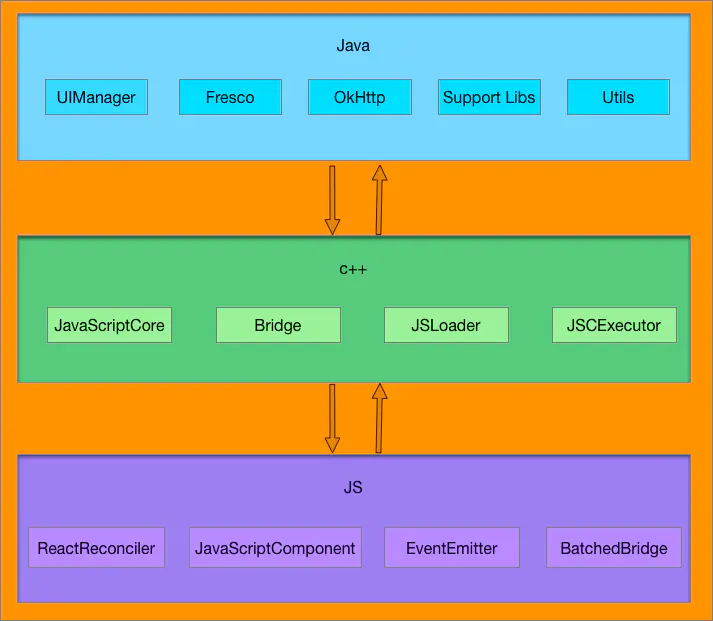 Java
UIManager
Fresco
OkHttp
Support Libs
Utils
c++
JavaScriptCore
Bridge
JSLoader
JSCExecutor
JS
ReactReconciler
JavaScriptComponent
EventEmitter
BatchedBridge